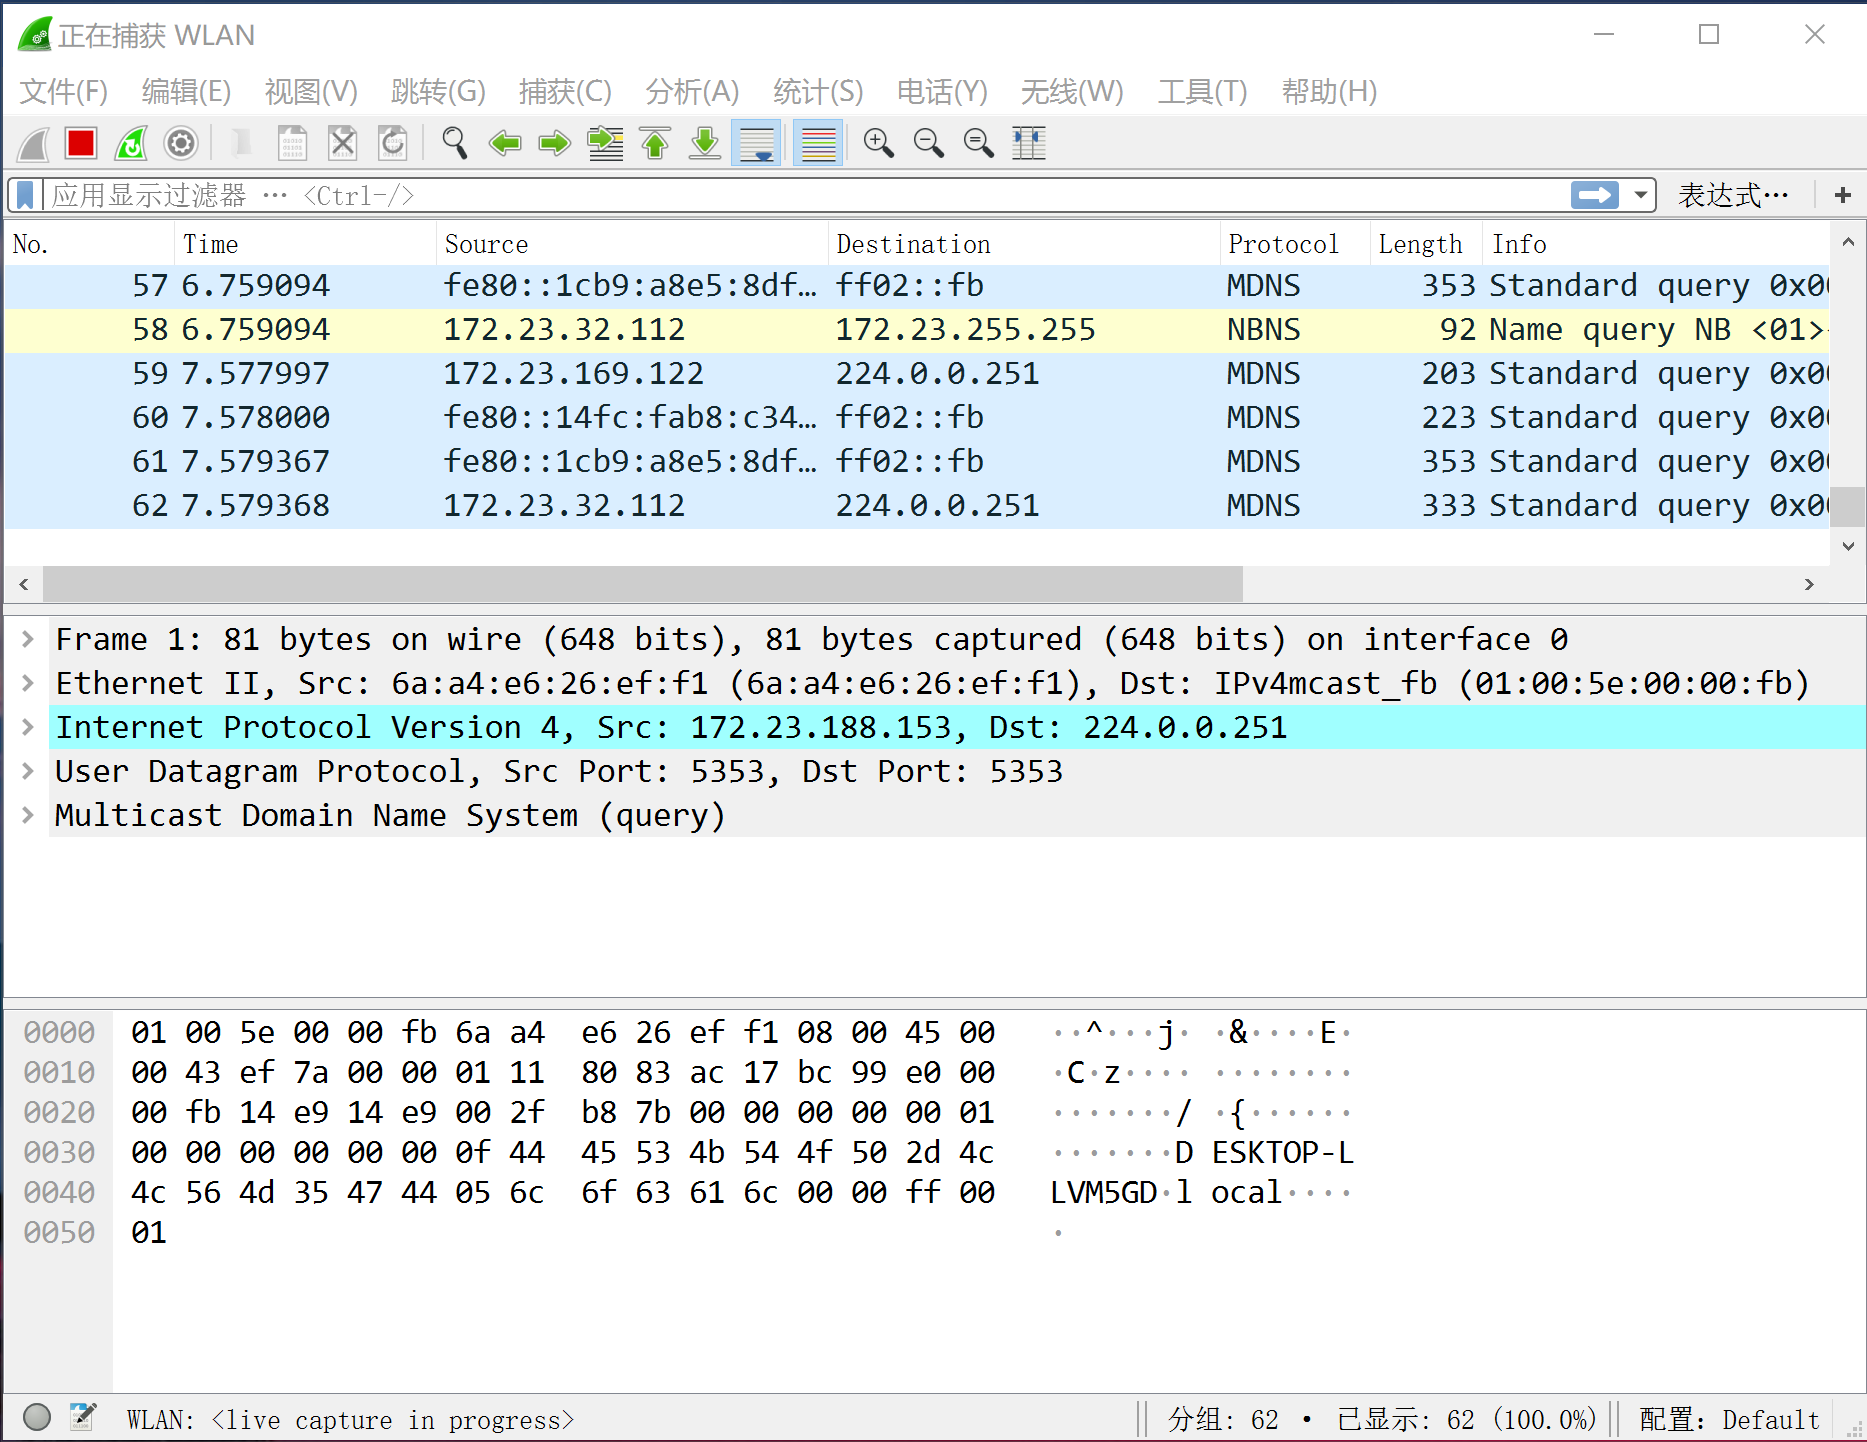 正在捕获 WLAN
文件(F) 编辑(E) 视图(V) 跳转(G) 捕获(C) 分析(A) 统计(S) 电话(Y) 无线(W) 工具(T) 帮助(H)
应用显示过滤器 … <Ctrl-/> 表达式… +
No. Time Source Destination Protocol Length Info
57 6.759094 fe80::1cb9:a8e5:8df… ff02::fb MDNS 353 Standard query 0x00
58 6.759094 172.23.32.112 172.23.255.255 NBNS 92 Name query NB <01>
59 7.577997 172.23.169.122 224.0.0.251 MDNS 203 Standard query 0x00
60 7.578000 fe80::14fc:fab8:c34… ff02::fb MDNS 223 Standard query 0x00
61 7.579367 fe80::1cb9:a8e5:8df… ff02::fb MDNS 353 Standard query 0x00
62 7.579368 172.23.32.112 224.0.0.251 MDNS 333 Standard query 0x00
Frame 1: 81 bytes on wire (648 bits), 81 bytes captured (648 bits) on interface 0
Ethernet II, Src: 6a:a4:e6:26:ef:f1 (6a:a4:e6:26:ef:f1), Dst: IPv4mcast_fb (01:00:5e:00:00:fb)
Internet Protocol Version 4, Src: 172.23.188.153, Dst: 224.0.0.251
User Datagram Protocol, Src Port: 5353, Dst Port: 5353
Multicast Domain Name System (query)
0000 01 00 5e 00 00 fb 6a a4 e6 26 ef f1 08 00 45 00 ··^···j· ·&····E·
0010 00 43 ef 7a 00 00 01 11 80 83 ac 17 bc 99 e0 00 ·C·z···· ········
0020 00 fb 14 e9 14 e9 00 2f b8 7b 00 00 00 00 00 01 ·······/ ·{······
0030 00 00 00 00 00 00 0f 44 45 53 4b 54 4f 50 2d 4c ·······D ESKTOP-L
0040 4c 56 4d 35 47 44 05 6c 6f 63 61 6c 00 00 ff 00 LVM5GD·l ocal····
0050 01 ·
WLAN: <live capture in progress> 分组: 62 · 已显示: 62 (100.0%) 配置: Default